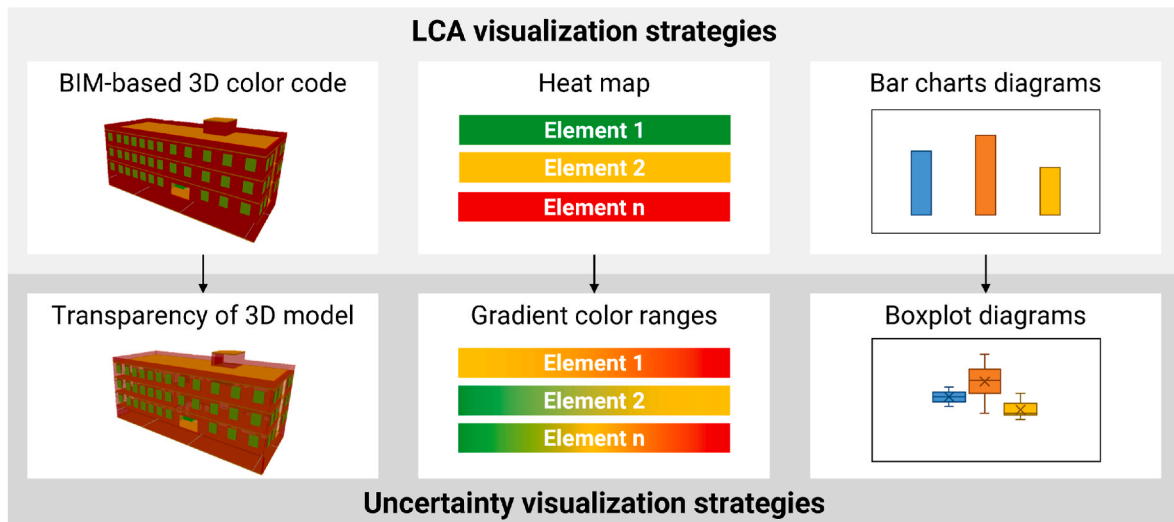 LCA visualization strategies
BIM-based 3D color code
Heat map
Bar charts diagrams
Element 1
Element 2
Element n
Transparency of 3D model
Gradient color ranges
Boxplot diagrams
Element 1
Element 2
Element n
Uncertainty visualization strategies